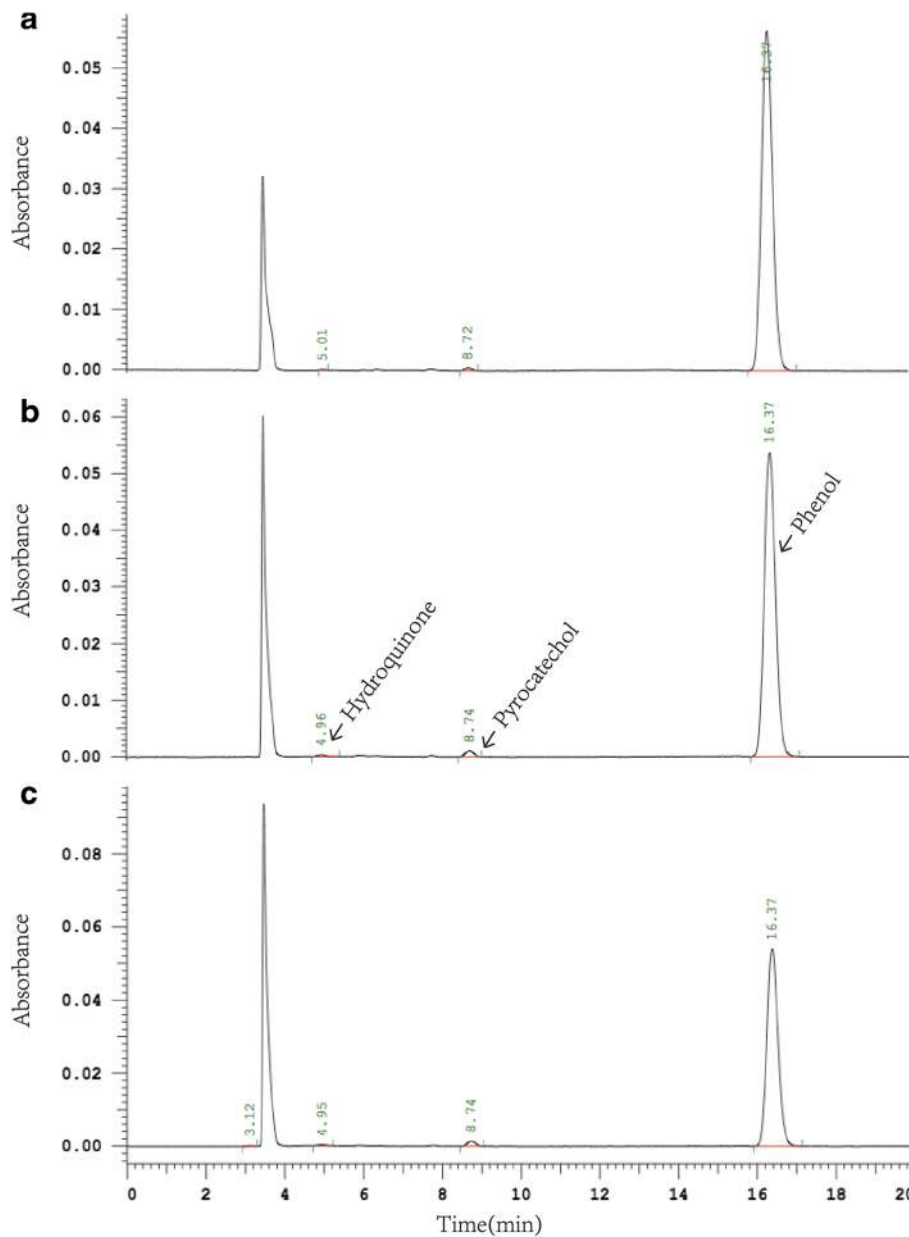 a
Absorbance
0.05
0.04
0.03
0.02
0.01
0.00
5.01
8.72
16.37
b
Absorbance
0.06
0.05
0.04
0.03
0.02
0.01
0.00
4.96
← Hydroquinone
8.74
← Pyrocatechol
16.37
← Phenol
c
Absorbance
0.08
0.06
0.04
0.02
0.00
3.12
4.95
8.74
16.37
0 2 4 6 8 10 12 14 16 18 20
Time(min)